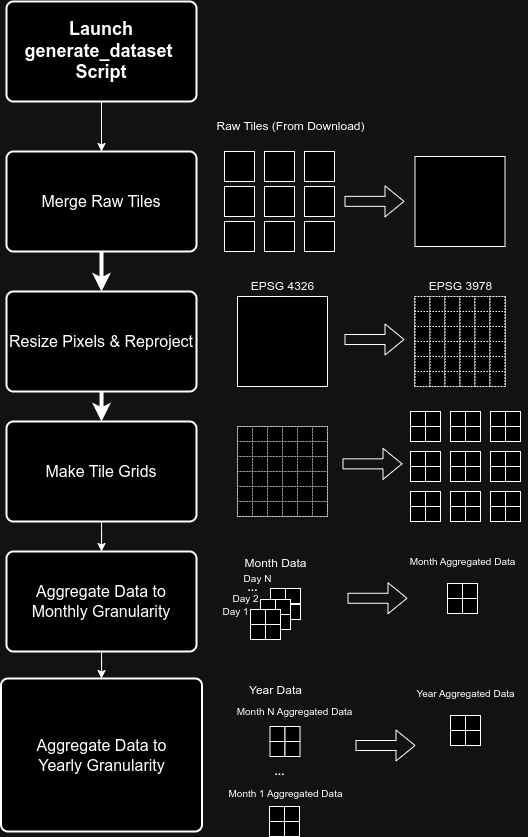 Launch
generate_dataset
Script
Raw Tiles (From Download)
Merge Raw Tiles
EPSG 4326
EPSG 3978
Resize Pixels & Reproject
Make Tile Grids
Month Data
Month Aggregated Data
Day N
...
Day 2
Day 1
Aggregate Data to
Monthly Granularity
Year Data
Year Aggregated Data
Month N Aggregated Data
Aggregate Data to
Yearly Granularity
...
Month 1 Aggregated Data